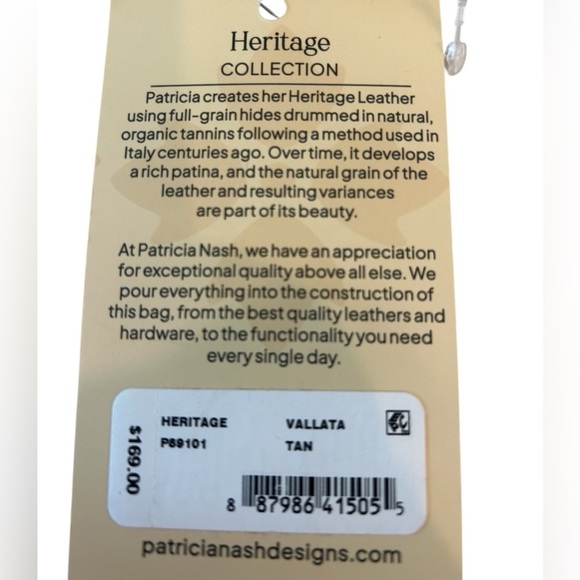 Heritage
COLLECTION
Patricia creates her Heritage Leather
using full-grain hides drummed in natural,
organic tannins following a method used in
Italy centuries ago. Over time, it develops
a rich patina, and the natural grain of the
leather and resulting variances
are part of its beauty.
At Patricia Nash, we have an appreciation
for exceptional quality above all else. We
pour everything into the construction of
this bag, from the best quality leathers and
hardware, to the functionality you need
every single day.
HERITAGE VALLATA
P69101 TAN
$169.00
8 87986 41505 5
patricianashdesigns.com